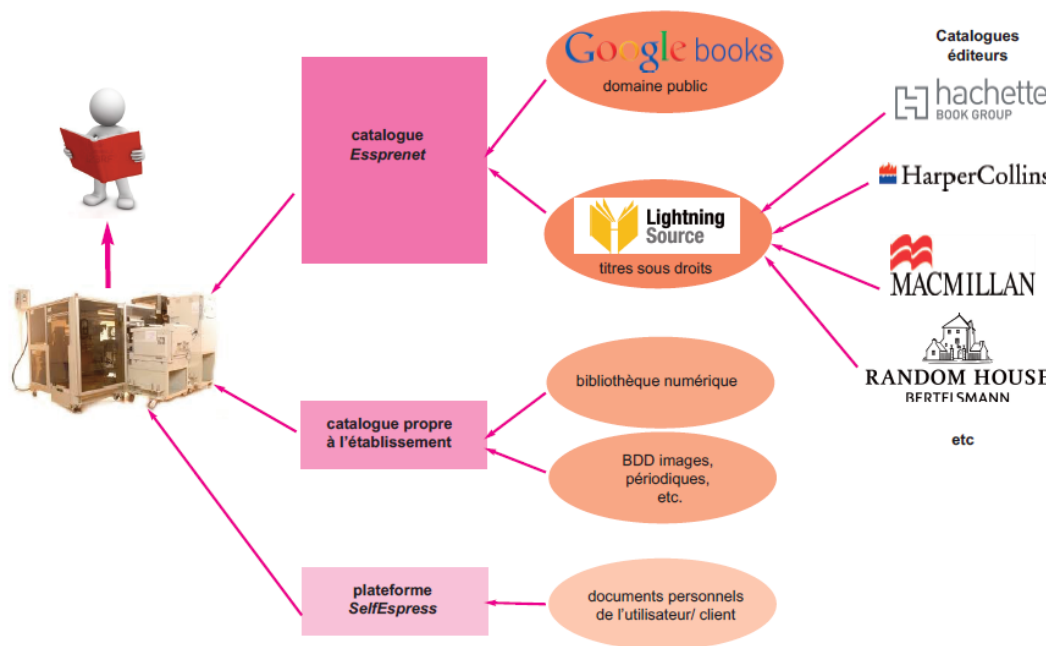 Google books
domaine public
catalogue
Essprenet
Lightning
Source
titres sous droits
Catalogues
éditeurs
hachette
BOOK GROUP
HarperCollins
MACMILLAN
RANDOM HOUSE
BERTELSMANN
etc
catalogue propre
à l'établissement
bibliothèque numérique
BDD images,
périodiques,
etc.
plateforme
SelfEspress
documents personnels
de l'utilisateur/ client